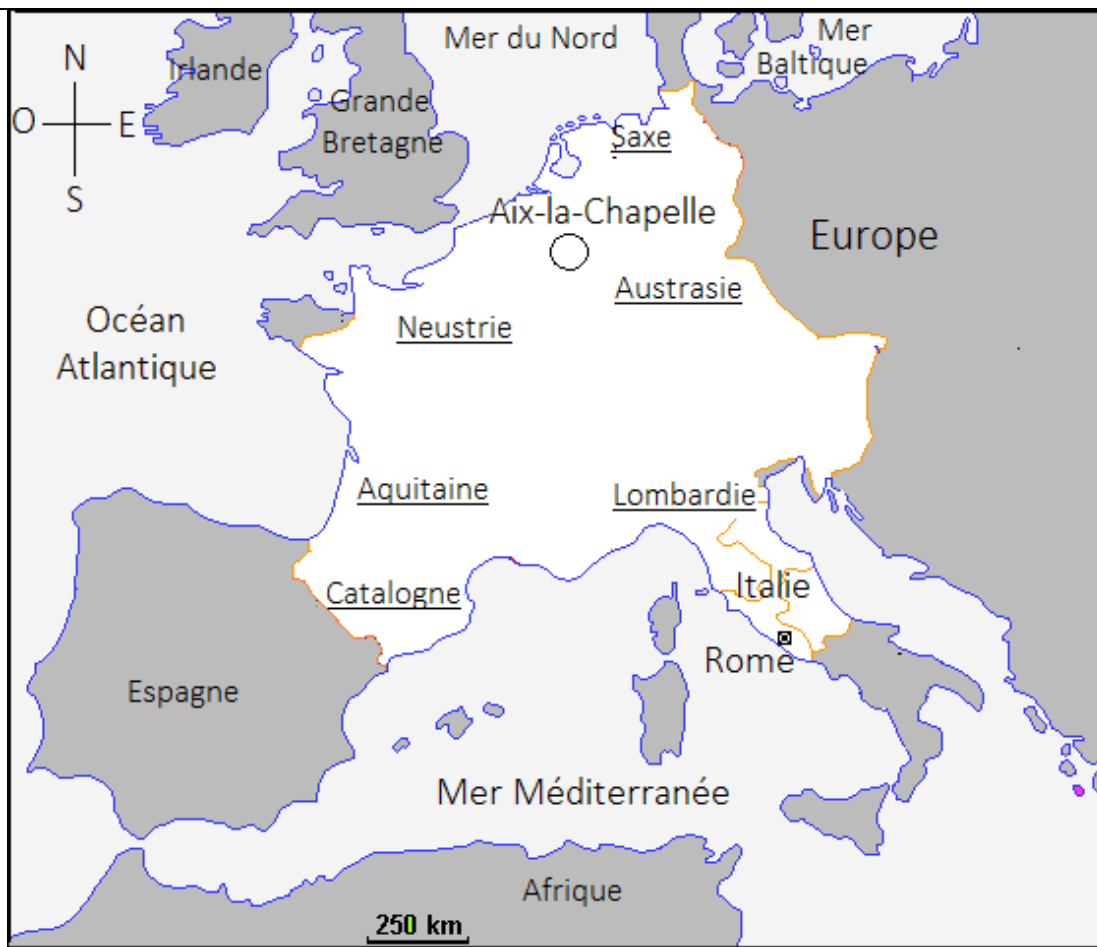 Mer du Nord
Mer
Baltique
N
Irlande
O
E
Grande
Bretagne
S
Saxe
Aix-la-Chapelle
Europe
Austrasie
Océan
Atlantique
Neustrie
Aquitaine
Lombardie
Catalogne
Italie
Rome
Espagne
Mer Méditerranée
Afrique
250 km